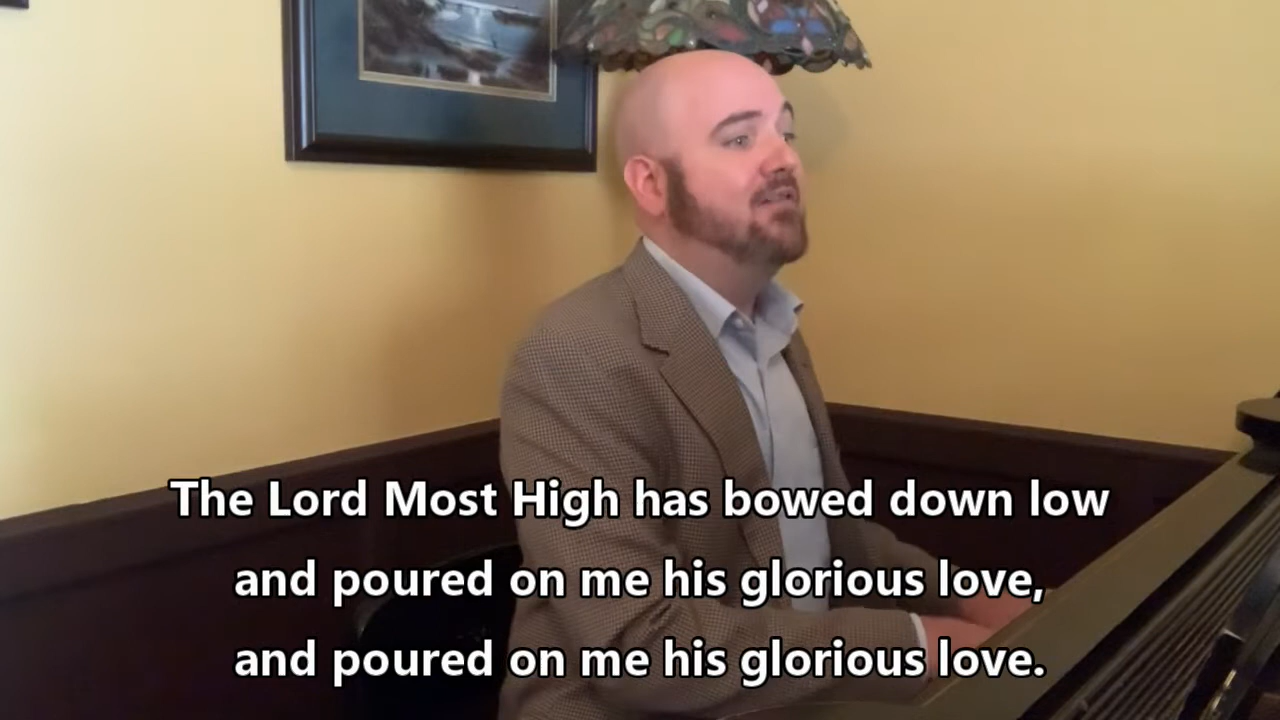 The Lord Most High has bowed down low
and poured on me his glorious love,
and poured on me his glorious love.